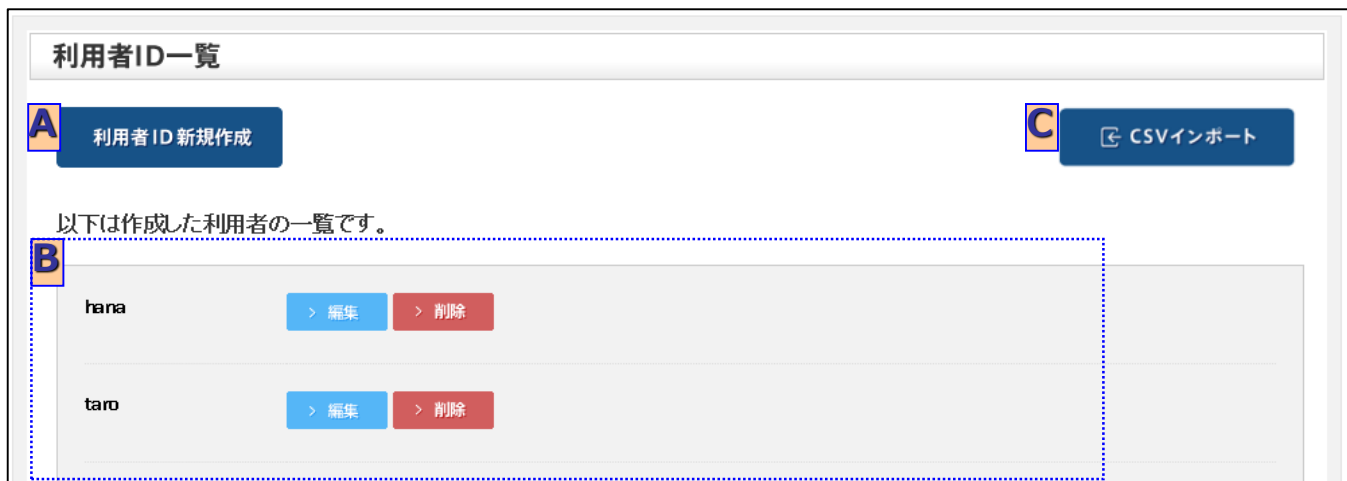 利用者ID一覧
A 利用者ID新規作成
C CSVインポート
以下は作成した利用者の一覧です。
B
hana > 編集 > 削除
taro > 編集 > 削除